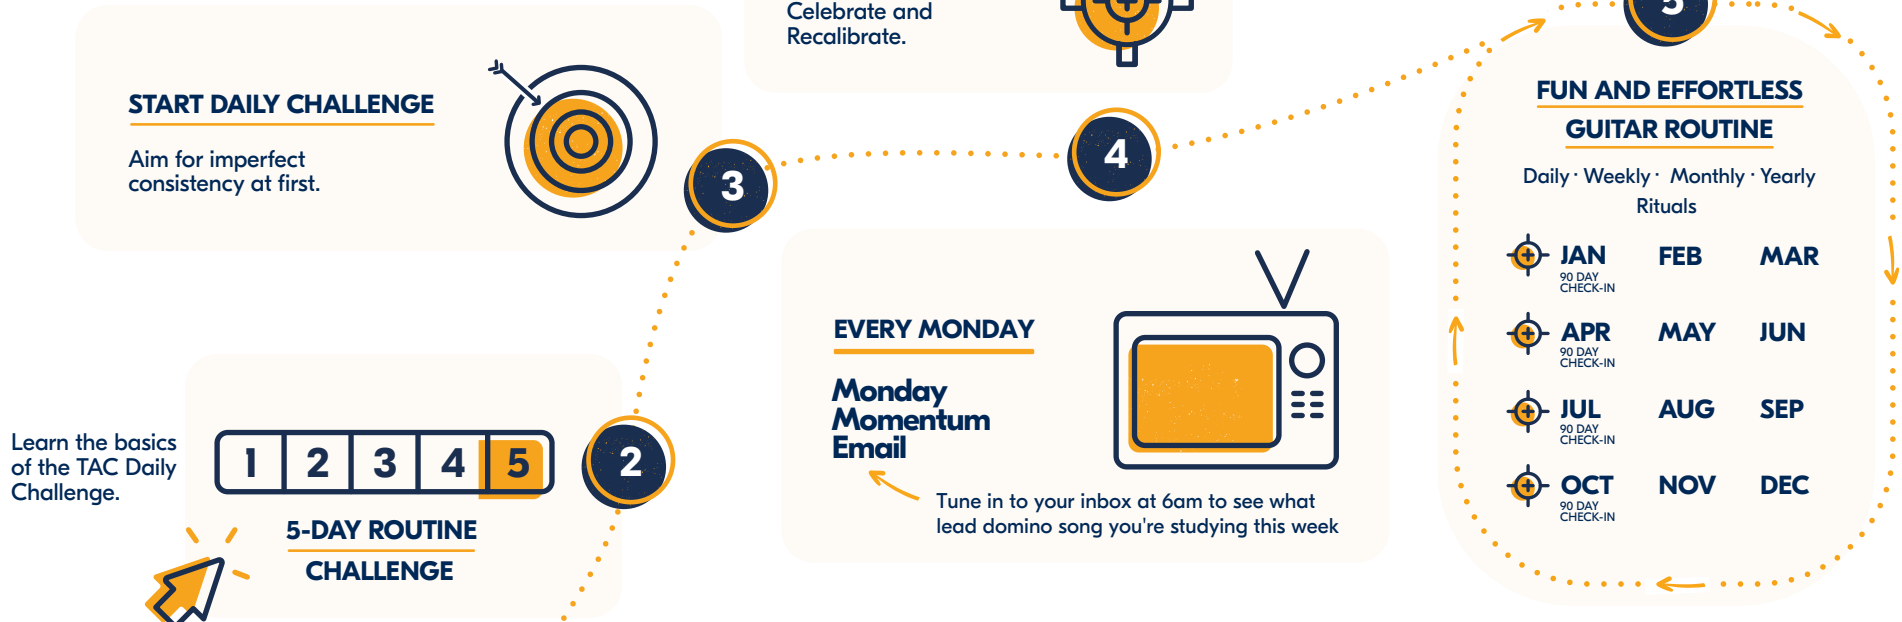 Celebrate and
Recalibrate.
5
START DAILY CHALLENGE
Aim for imperfect
consistency at first.
3
4
FUN AND EFFORTLESS
GUITAR ROUTINE
Daily · Weekly · Monthly · Yearly
Rituals
JAN FEB MAR
90 DAY
CHECK-IN
APR MAY JUN
90 DAY
CHECK-IN
JUL AUG SEP
90 DAY
CHECK-IN
OCT NOV DEC
90 DAY
CHECK-IN
EVERY MONDAY
Monday
Momentum
Email
Tune in to your inbox at 6am to see what
lead domino song you're studying this week
Learn the basics
of the TAC Daily
Challenge.
1 2 3 4 5
2
5-DAY ROUTINE
CHALLENGE